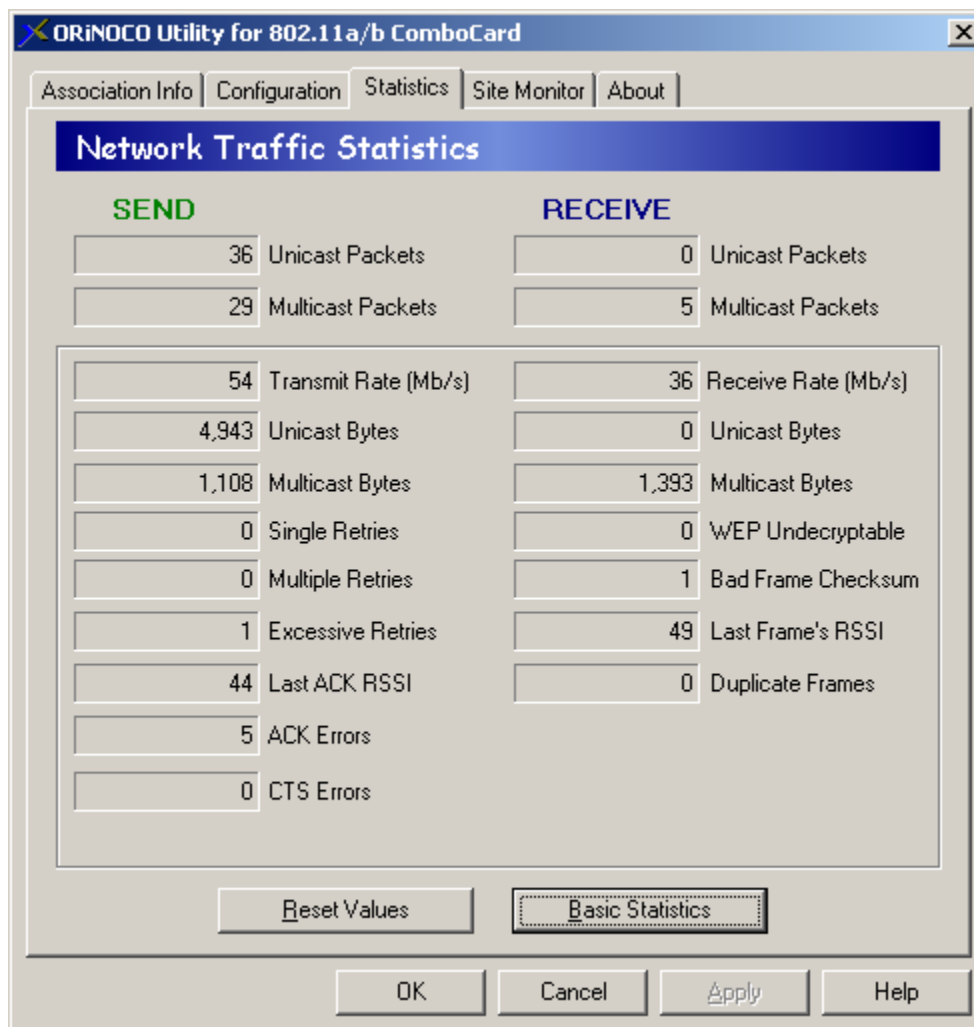 ORiNOCO Utility for 802.11a/b ComboCard
Association Info Configuration Statistics Site Monitor About
Network Traffic Statistics
SEND RECEIVE
36 Unicast Packets 0 Unicast Packets
29 Multicast Packets 5 Multicast Packets
54 Transmit Rate (Mb/s) 36 Receive Rate (Mb/s)
4,943 Unicast Bytes 0 Unicast Bytes
1,108 Multicast Bytes 1,393 Multicast Bytes
0 Single Retries 0 WEP Undecryptable
0 Multiple Retries 1 Bad Frame Checksum
1 Excessive Retries 49 Last Frame's RSSI
44 Last ACK RSSI 0 Duplicate Frames
5 ACK Errors
0 CTS Errors
Reset Values Basic Statistics
OK Cancel Apply Help